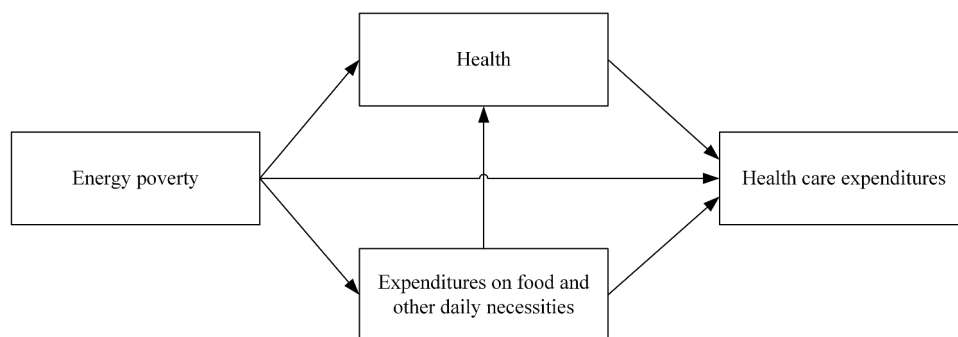 Health
Energy poverty
Health care expenditures
Expenditures on food and
other daily necessities